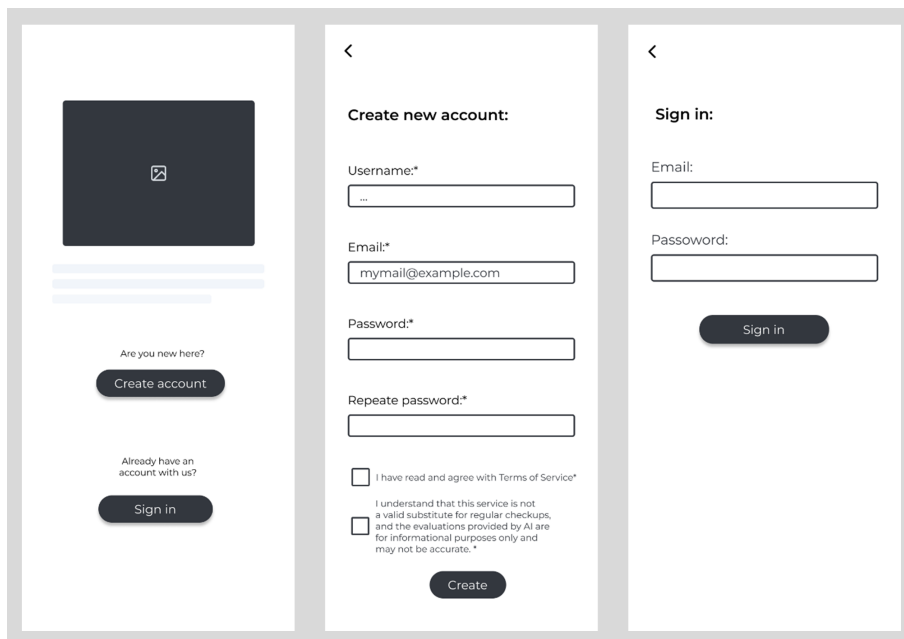 Are you new here?
Create account
Already have an
account with us?
Sign in
Create new account:
Username:*
...
Email:*
mymail@example.com
Password:*
Repeate password:*
I have read and agree with Terms of Service*
I understand that this service is not
a valid substitute for regular checkups,
and the evaluations provided by AI are
for informational purposes only and
may not be accurate. *
Create
Sign in:
Email:
Passoword:
Sign in